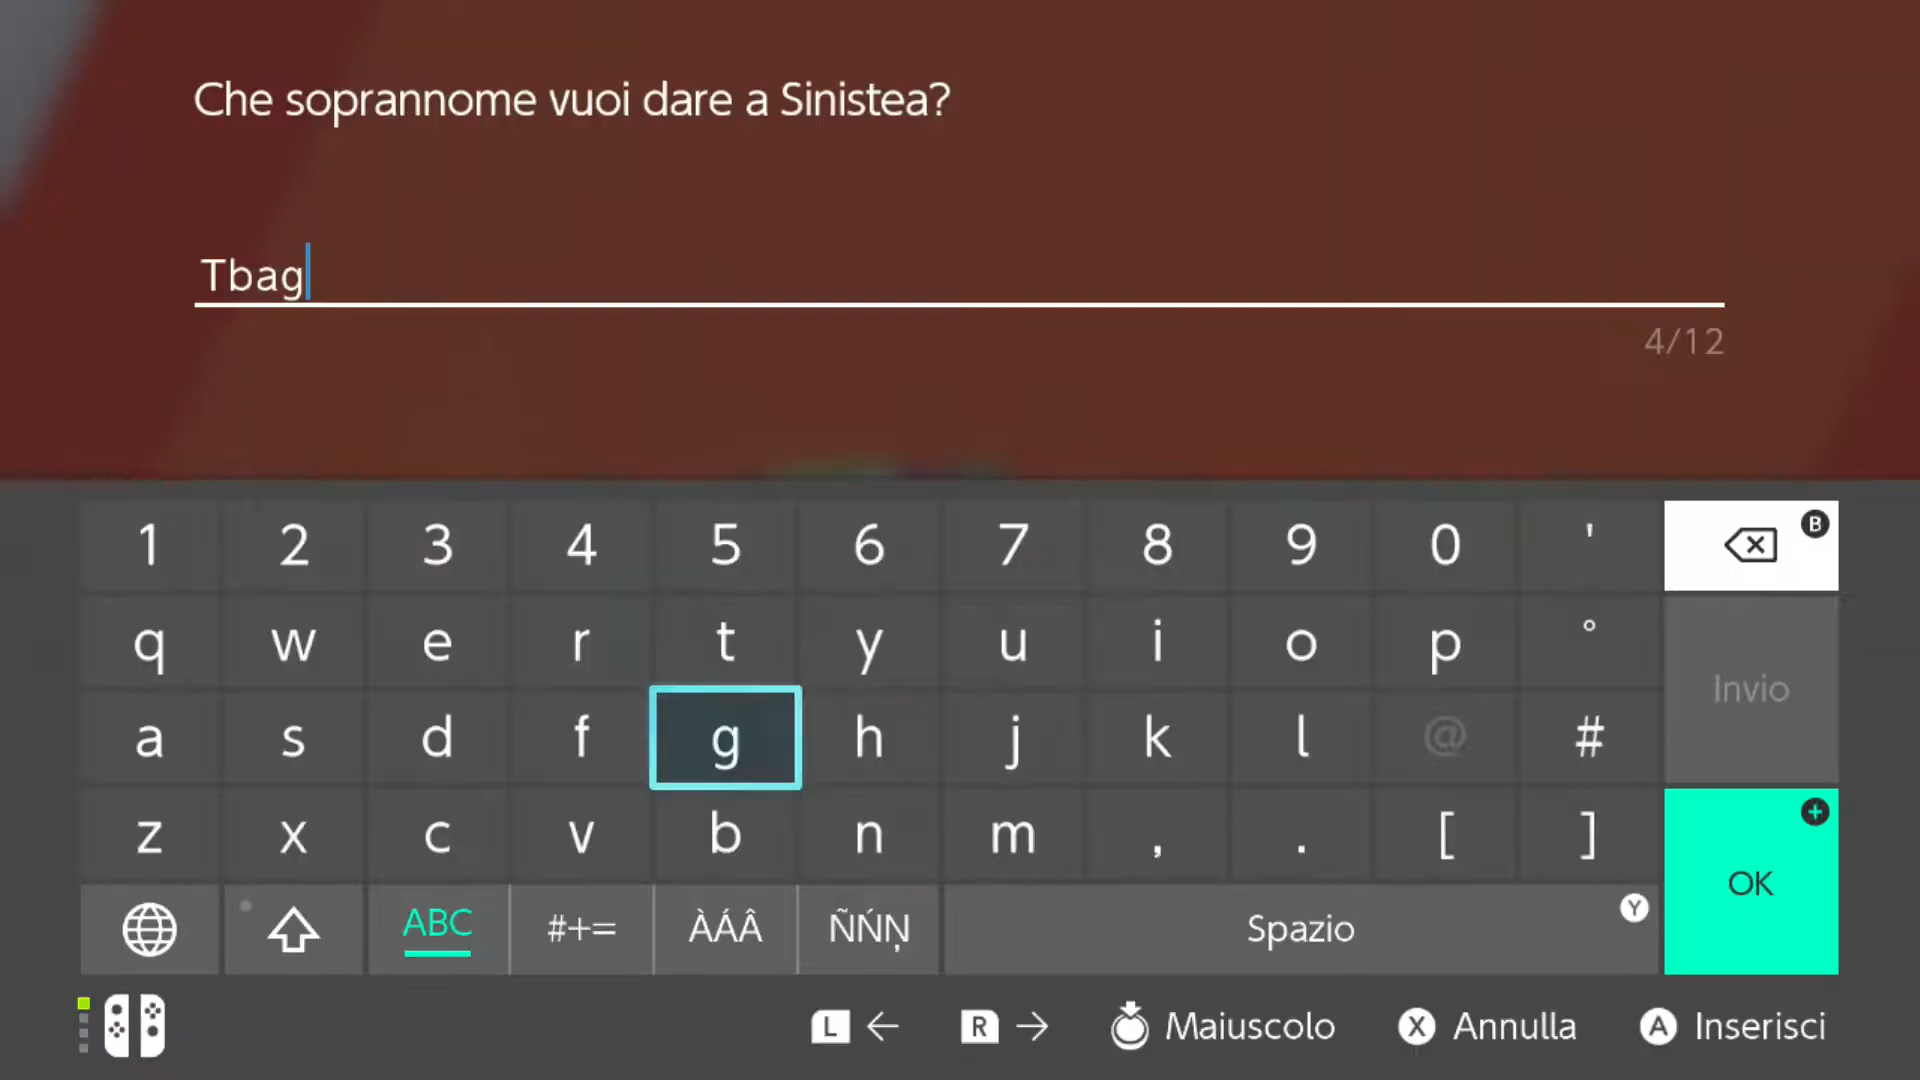 Che soprannome vuoi dare a Sinistea?
Tbag
4/12
1 2 3 4 5 6 7 8 9 0 ' B
q w e r t y u i o p °
Invio
a s d f g h j k l @ #
z x c v b n m , . [ ] +
OK
ABC #+= ÀÁÂ ÑŃŅ Spazio Y
L ← R → Maiuscolo X Annulla A Inserisci